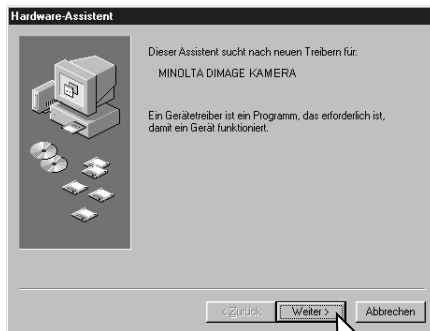 Hardware-Assistent
Dieser Assistent sucht nach neuen Treibern für:
MINOLTA DIMAGE KAMERA
Ein Gerätetreiber ist ein Programm, das erforderlich ist,
damit ein Gerät funktioniert.
< Zurück Weiter > Abbrechen